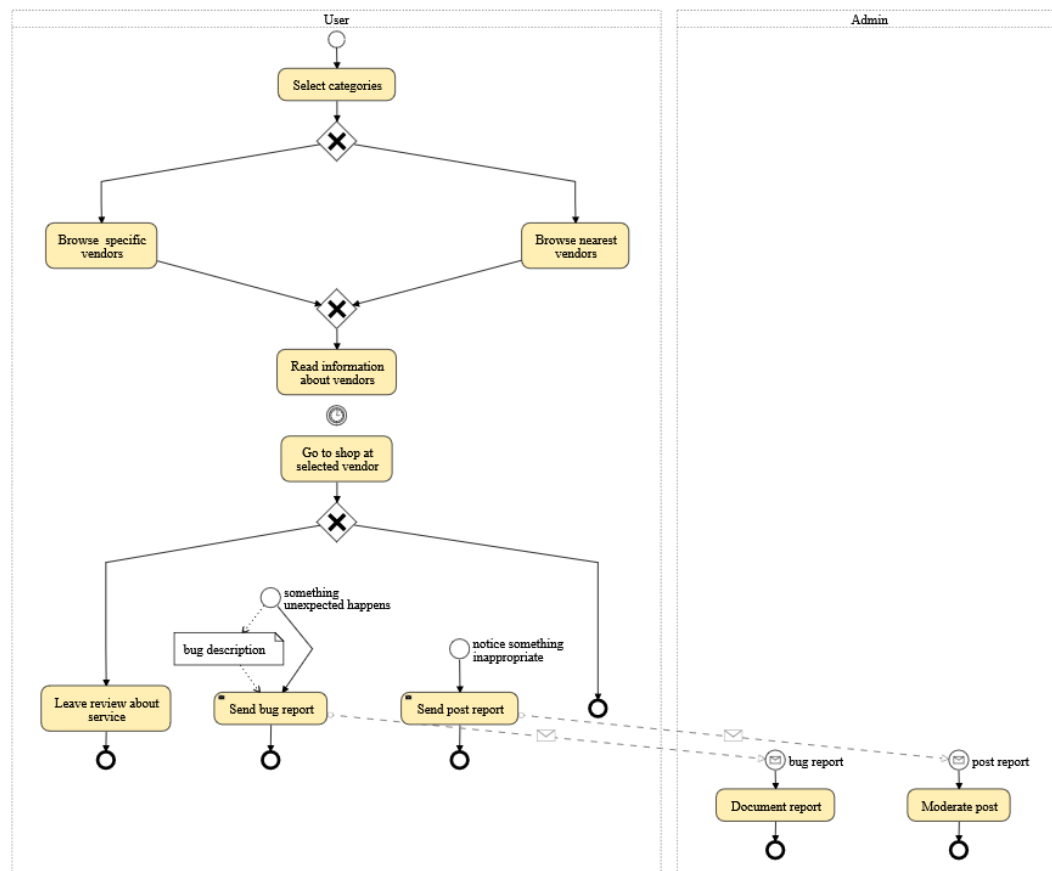 User
Admin
Select categories
Browse specific
vendors
Browse nearest
vendors
Read information
about vendors
Go to shop at
selected vendor
something
unexpected happens
bug description
notice something
inappropriate
Leave review about
service
Send bug report
Send post report
bug report
post report
Document report
Moderate post